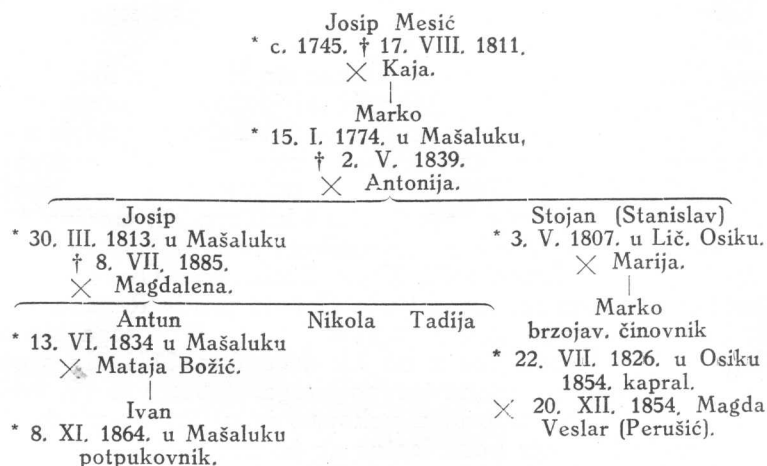 Josip Mesić
* c. 1745. † 17. VIII. 1811.
╳ Kaja.
Marko
* 15. I. 1774. u Mašaluku,
† 2. V. 1839.
╳ Antonija.
Josip
* 30. III. 1813. u Mašaluku
† 8. VII. 1885.
╳ Magdalena.
Stojan (Stanislav)
* 3. V. 1807. u Lič. Osiku.
╳ Marija.
Antun
* 13. VI. 1834 u Mašaluku
╳ Mataja Božić.
Nikola
Tadija
Marko
brzojav. činovnik
* 22. VII. 1826. u Osiku
1854. kapral.
╳ 20. XII. 1854. Magda
Veslar (Perušić).
Ivan
* 8. XI. 1864. u Mašaluku
potpukovnik.